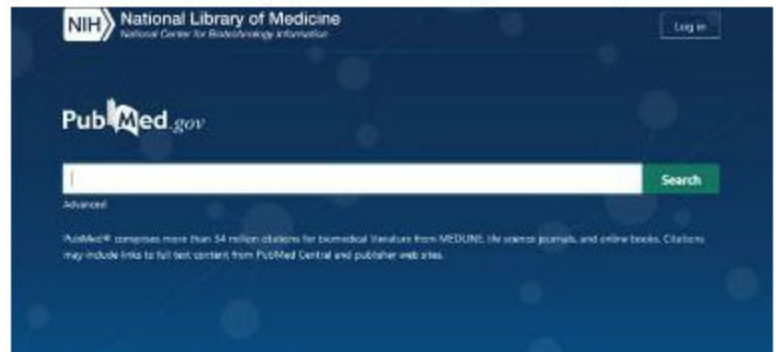 NIH National Library of Medicine
National Center for Biotechnology Information
Log in
PubMed.gov
Search
Advanced
PubMed® comprises more than 34 million citations for biomedical literature from MEDLINE, life science journals, and online books. Citations
may include links to full text content from PubMed Central and publisher web sites.